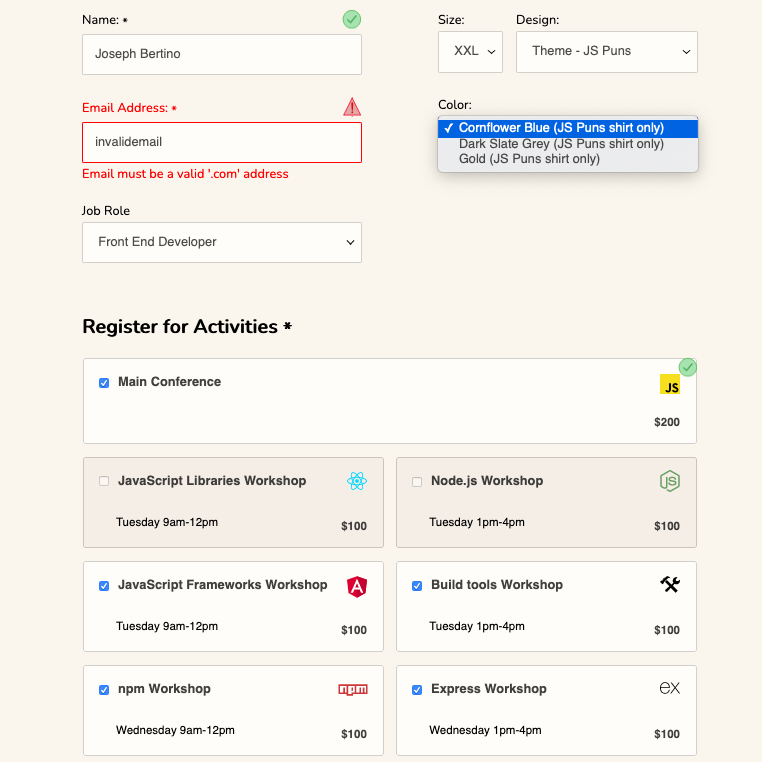 Name: *
Joseph Bertino
Email Address: *
invalidemail
Email must be a valid '.com' address
Job Role
Front End Developer
Size:
XXL
Design:
Theme - JS Puns
Color:
✓ Cornflower Blue (JS Puns shirt only)
Dark Slate Grey (JS Puns shirt only)
Gold (JS Puns shirt only)
Register for Activities *
Main Conference
JS
$200
JavaScript Libraries Workshop
Tuesday 9am-12pm
$100
Node.js Workshop
JS
Tuesday 1pm-4pm
$100
JavaScript Frameworks Workshop
A
Tuesday 9am-12pm
$100
Build tools Workshop
Tuesday 1pm-4pm
$100
npm Workshop
npm
Wednesday 9am-12pm
$100
Express Workshop
ex
Wednesday 1pm-4pm
$100